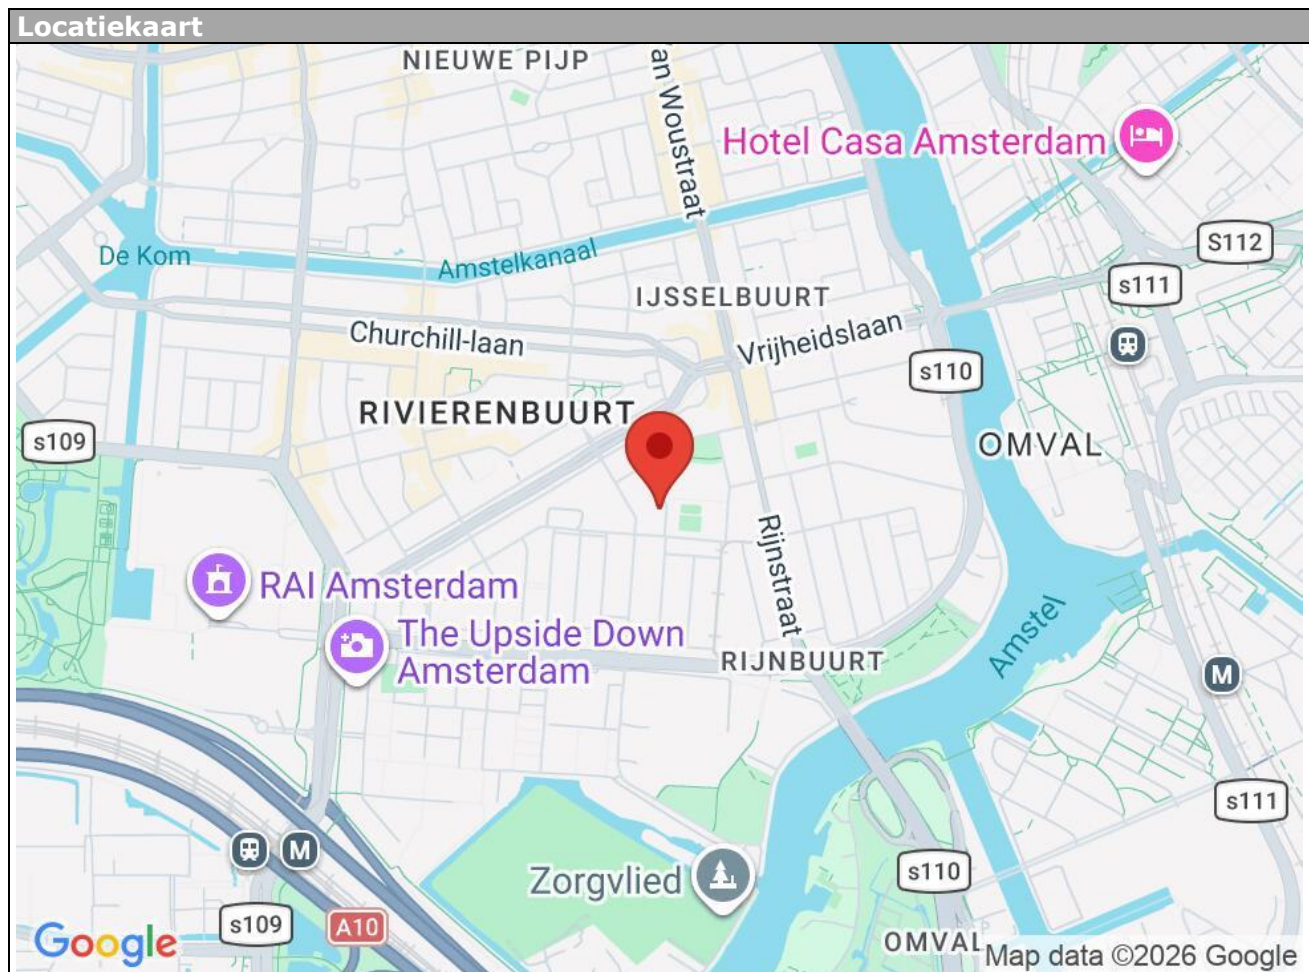 Locatiekaart
NIEUWE PIJP
an Woustraat
Hotel Casa Amsterdam
S112
De Kom
Amstelkanaal
s111
IJSSELBUURT
Churchill-laan
Vrijheidslaan
s110
RIVIERENBUURT
s109
OMVAL
RAI Amsterdam
Rijnstraat
The Upside Down
Amsterdam
Amstel
RIJNBUURT
M
s111
M
Zorgvlied
s110
s109
A10
Google
OMVAL
Map data ©2026 Google